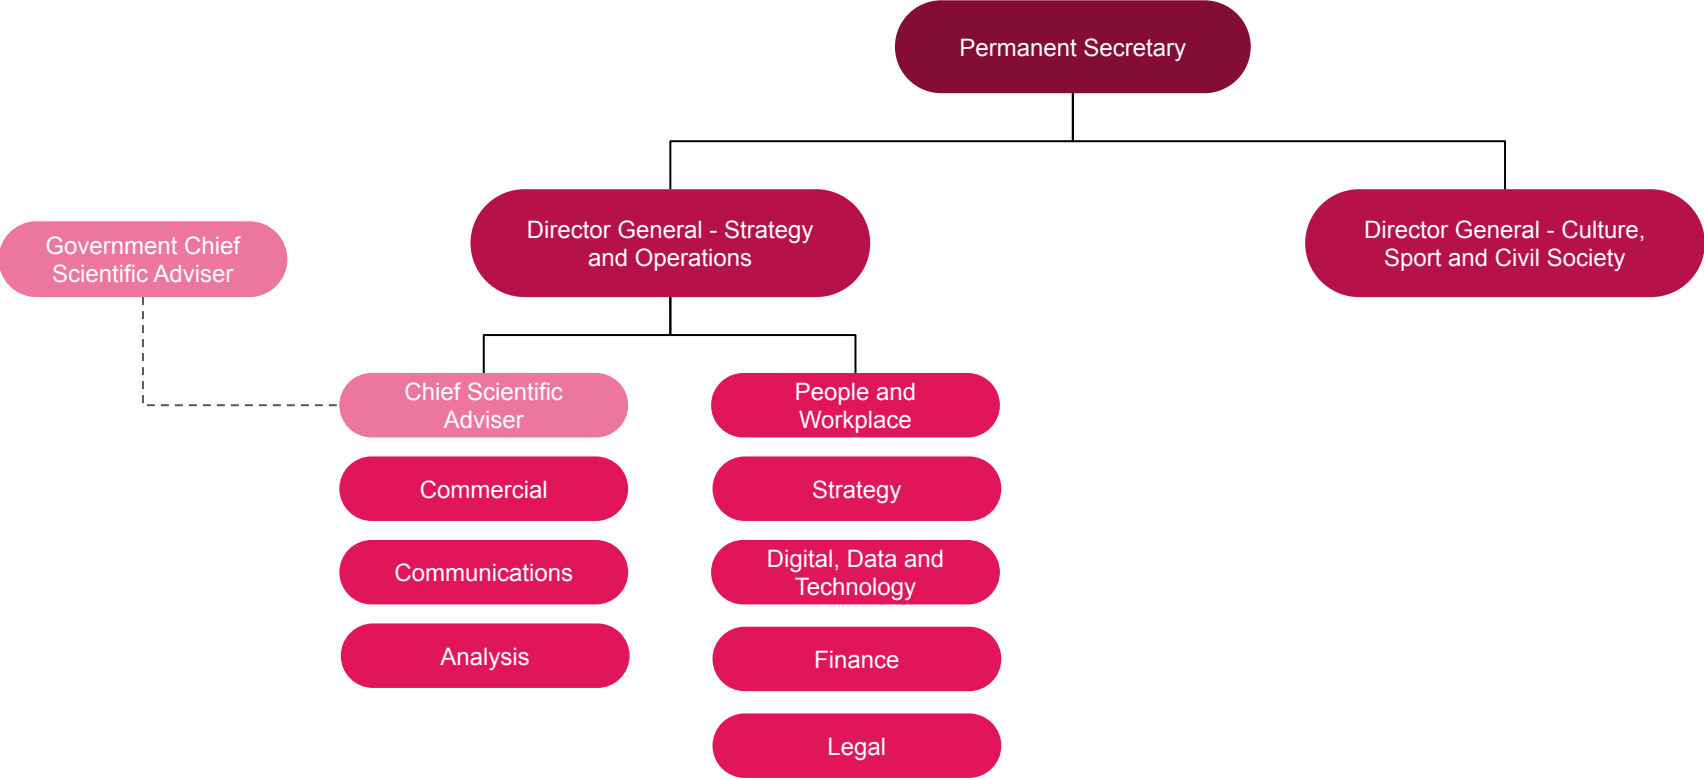 Permanent Secretary
Director General - Strategy
and Operations
Director General - Culture,
Sport and Civil Society
Government Chief
Scientific Adviser
Chief Scientific
Adviser
Commercial
Communications
Analysis
People and
Workplace
Strategy
Digital, Data and
Technology
Finance
Legal